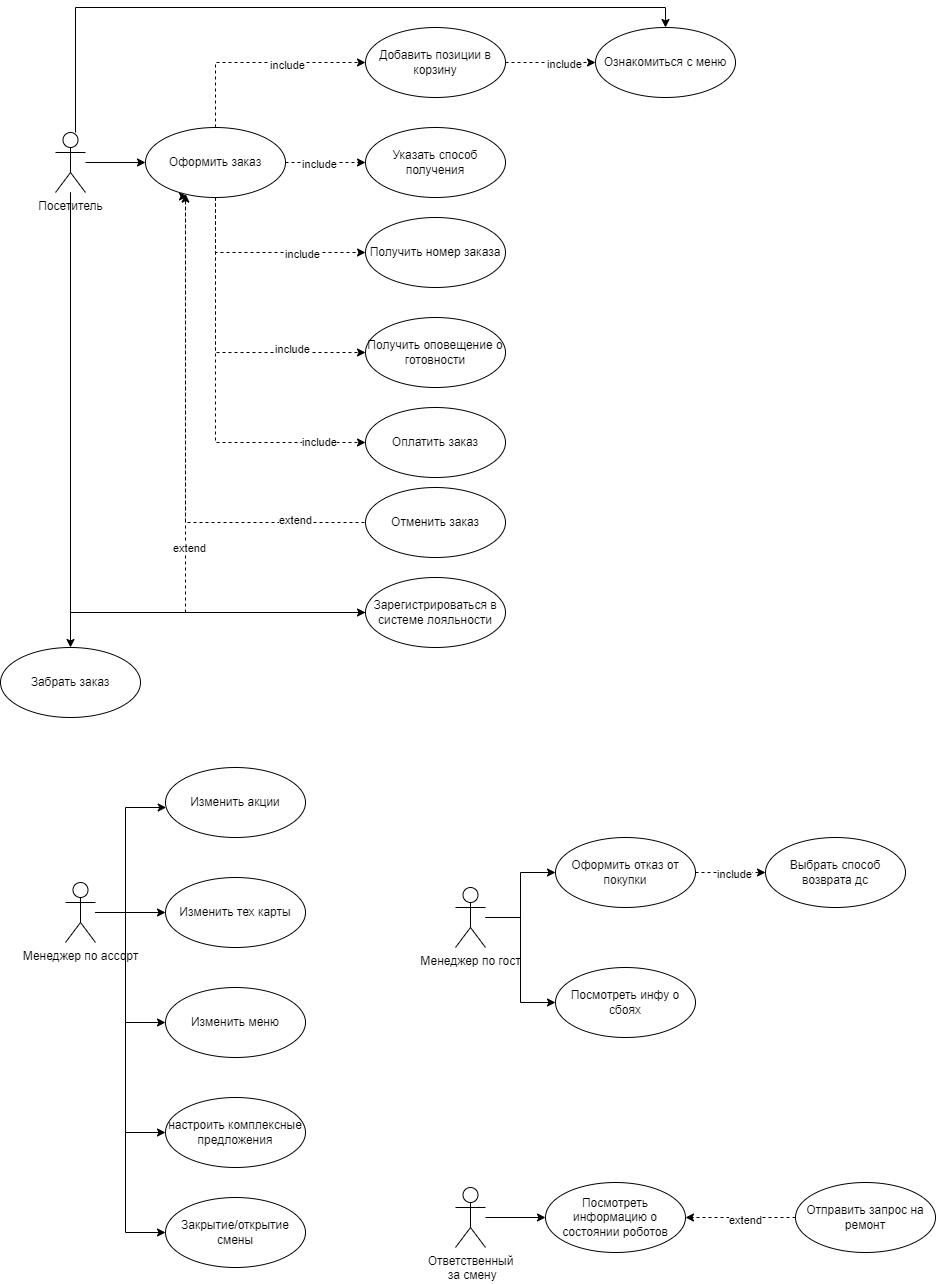 Добавить позиции в
корзину
include
include
Ознакомиться с меню
Посетитель
Оформить заказ
include
Указать способ
получения
include
Получить номер заказа
include
Получить оповещение о
готовности
include
Оплатить заказ
extend
Отменить заказ
extend
Зарегистрироваться в
системе лояльности
Забрать заказ
Изменить акции
Менеджер по ассорт
Изменить тех карты
Изменить меню
настроить комплексные
предложения
Закрытие/открытие
смены
Менеджер по гост
Оформить отказ от
покупки
include
Выбрать способ
возврата дс
Посмотреть инфу о
сбоях
Ответственный
за смену
Посмотреть
информацию о
состоянии роботов
extend
Отправить запрос на
ремонт